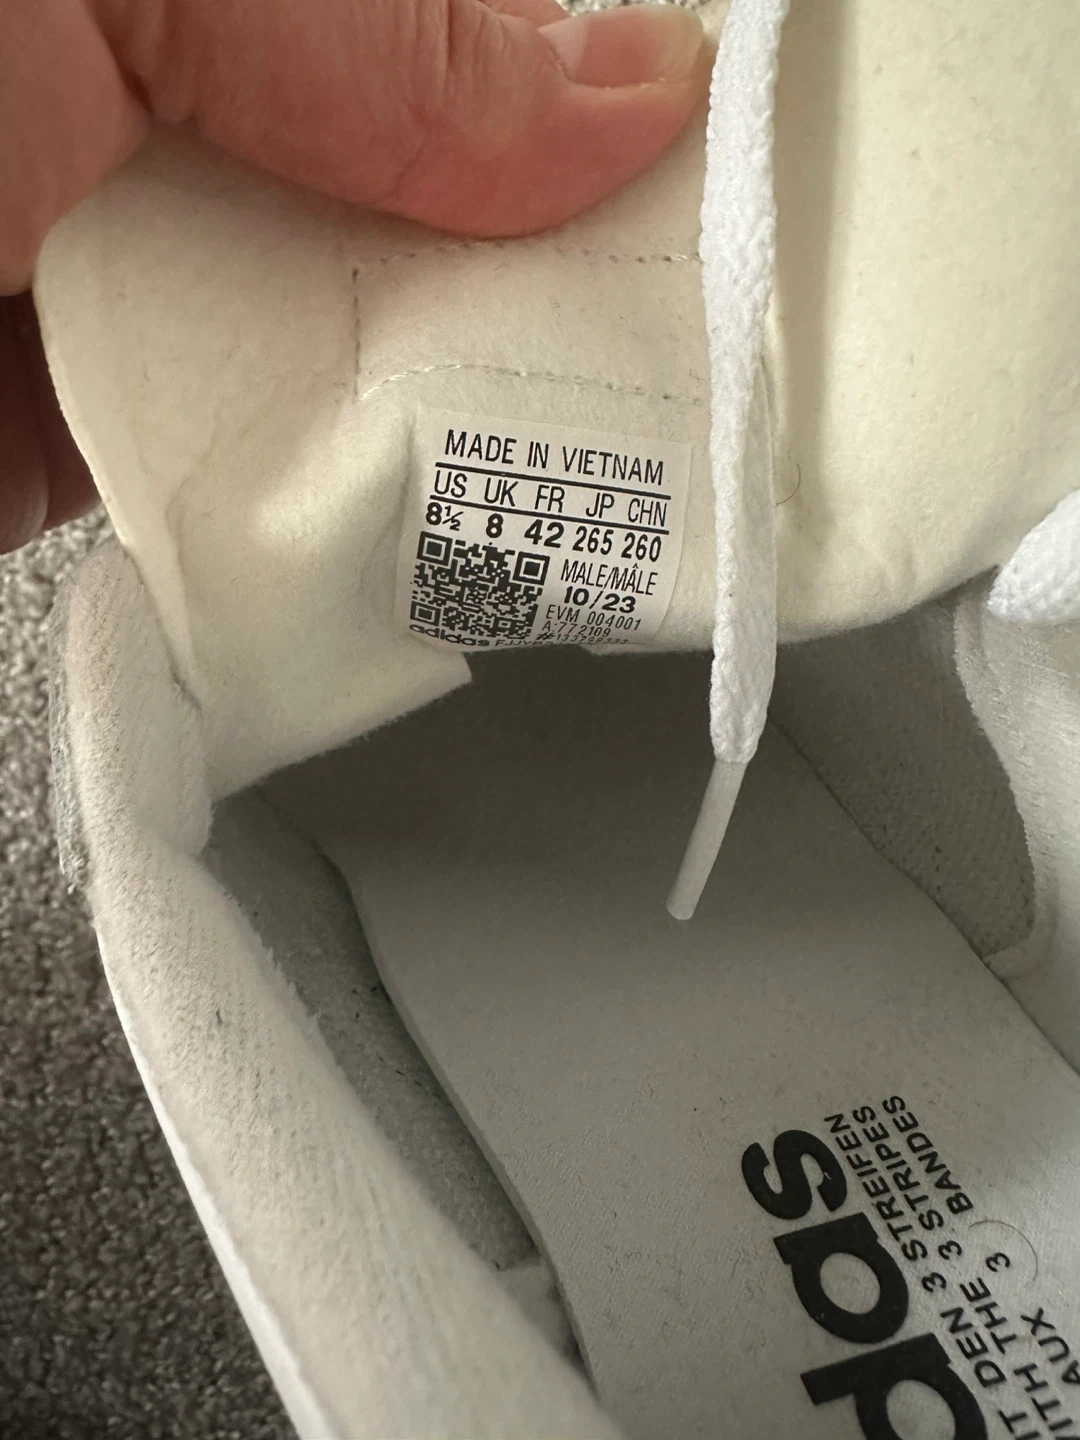 MADE IN VIETNAM
US UK FR JP CHN
8½ 8 42 265 260
MALE/MÂLE
10/23
EVM 004001
A:772109
adidas
adidas
DEN 3 STREIFEN
THE 3 STRIPES
AUX 3 BANDES